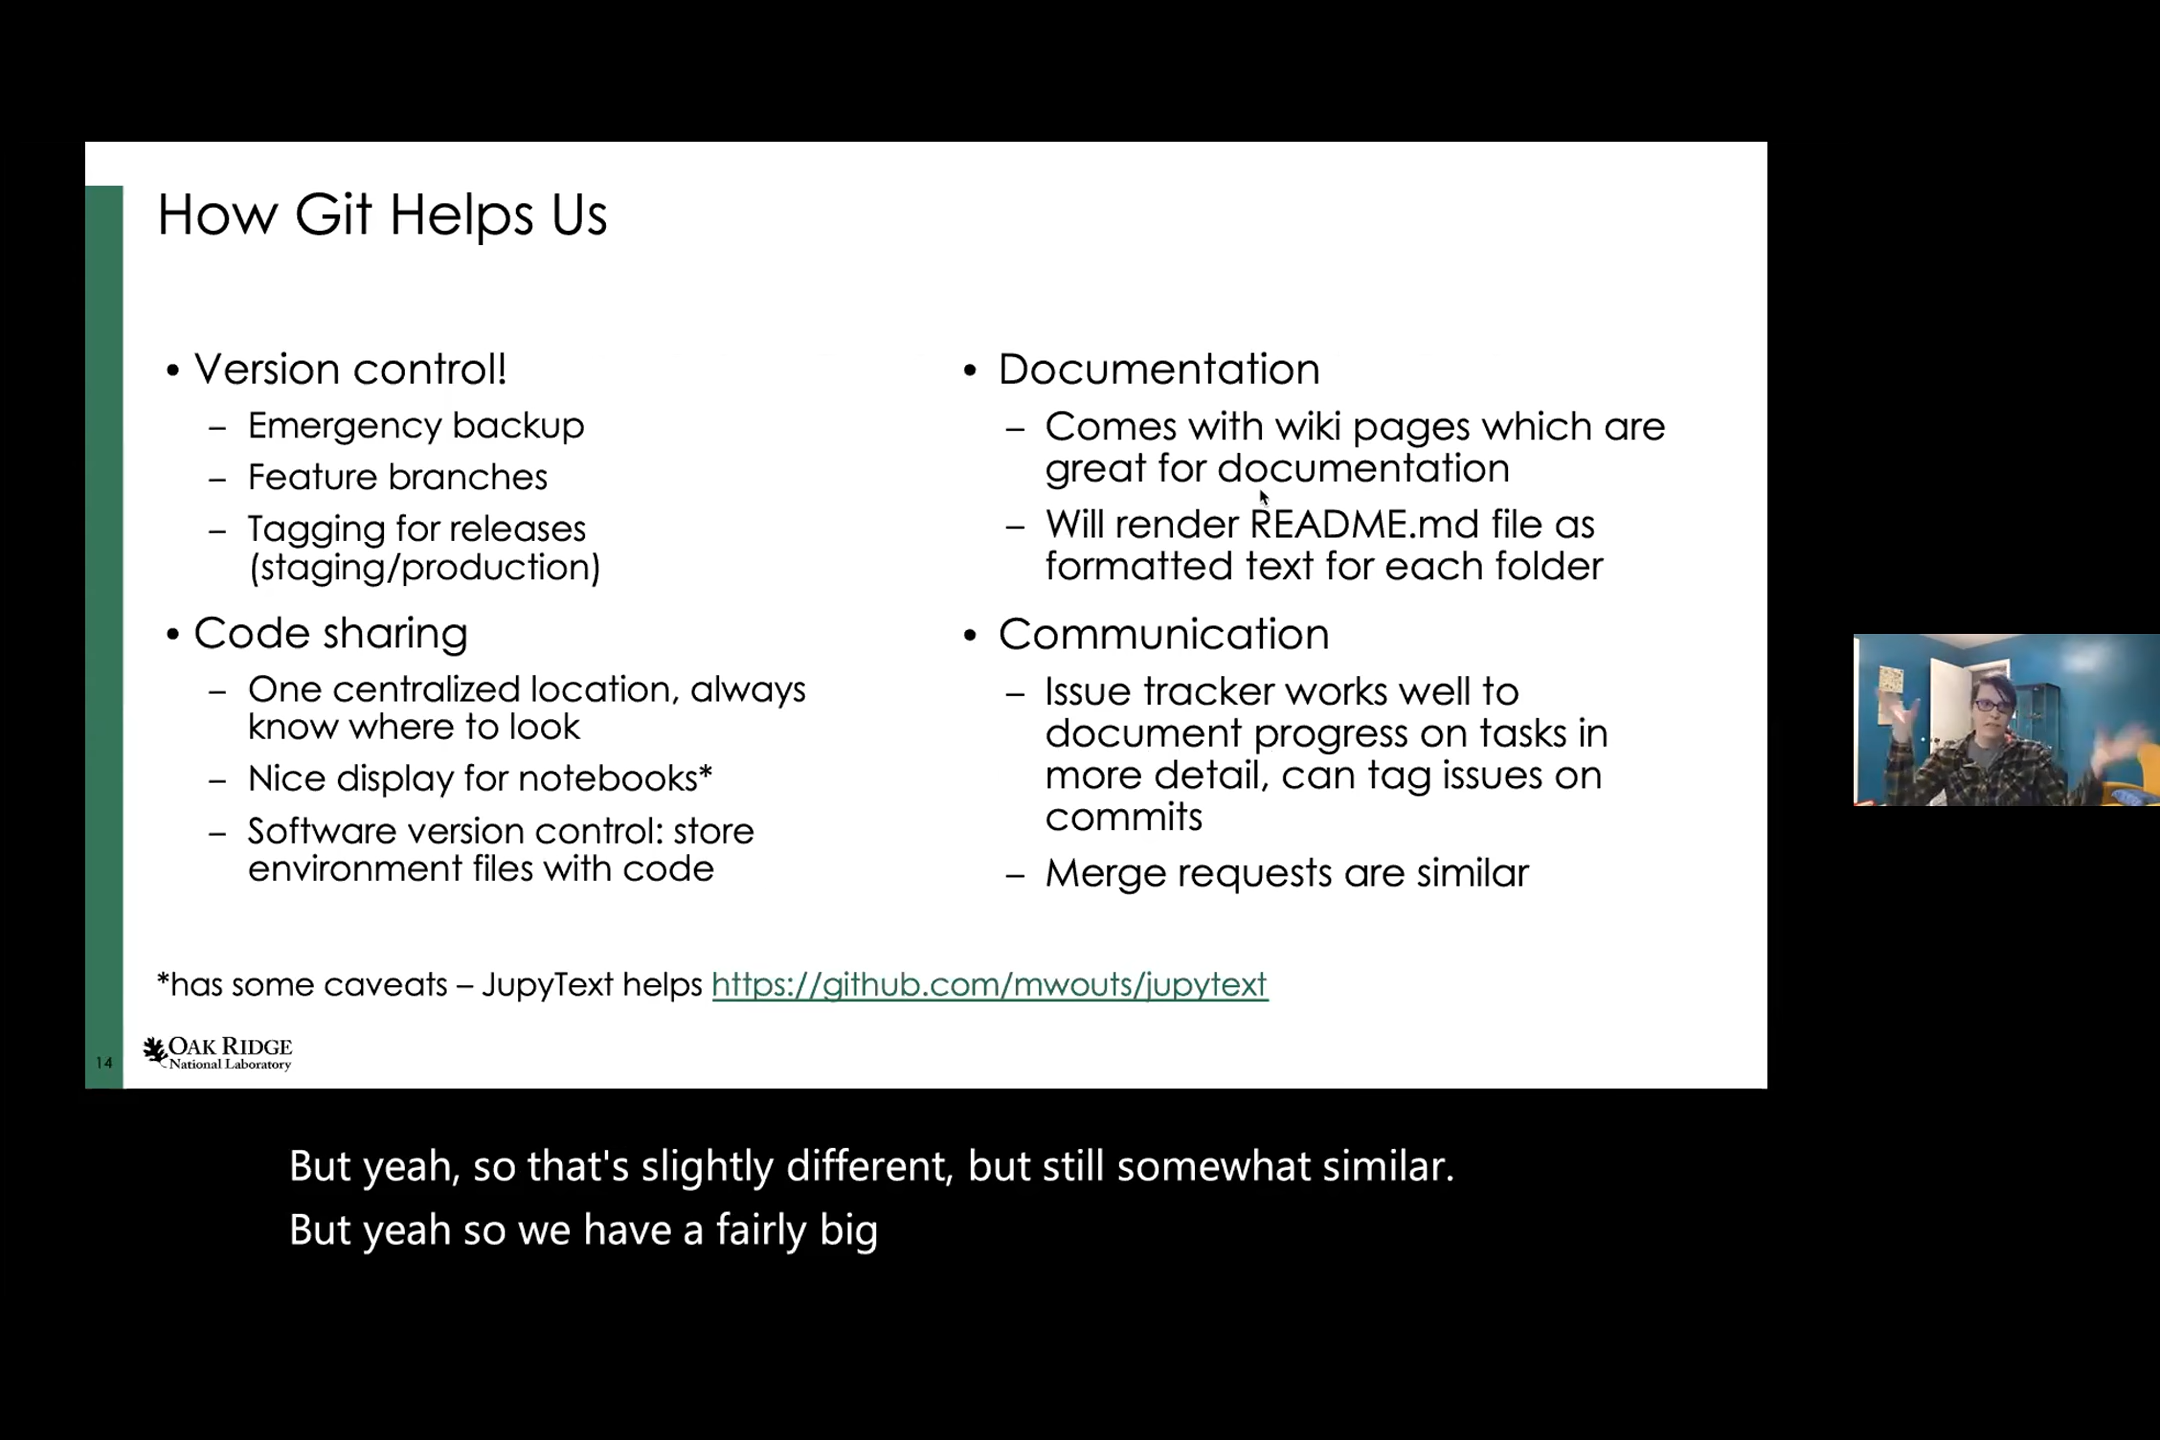 How Git Helps Us
• Version control!
– Emergency backup
– Feature branches
– Tagging for releases
(staging/production)
• Code sharing
– One centralized location, always
know where to look
– Nice display for notebooks*
– Software version control: store
environment files with code
• Documentation
– Comes with wiki pages which are
great for documentation
– Will render README.md file as
formatted text for each folder
• Communication
– Issue tracker works well to
document progress on tasks in
more detail, can tag issues on
commits
– Merge requests are similar
*has some caveats – JupyText helps https://github.com/mwouts/jupytext
14
OAK RIDGE
National Laboratory
But yeah, so that's slightly different, but still somewhat similar.
But yeah so we have a fairly big